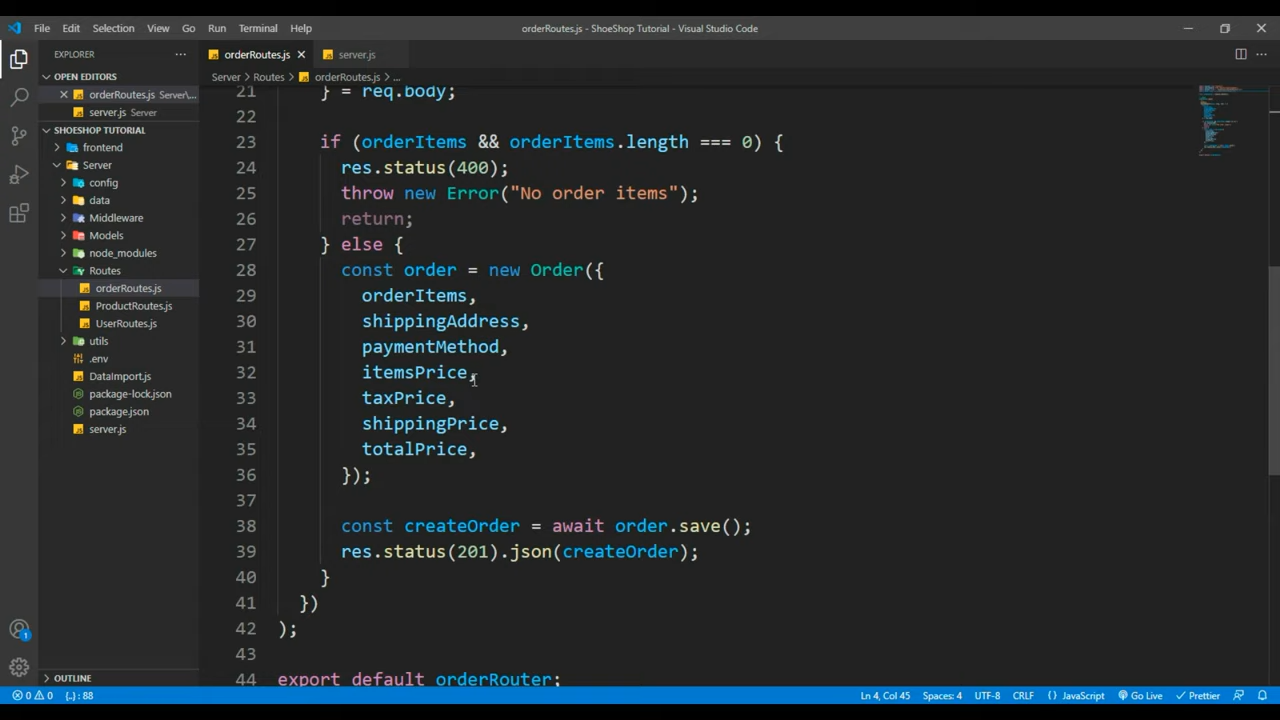 File Edit Selection View Go Run Terminal Help
orderRoutes.js - ShoeShop Tutorial - Visual Studio Code
EXPLORER
OPEN EDITORS
orderRoutes.js Server\...
server.js Server
SHOESHOP TUTORIAL
frontend
Server
config
data
Middleware
Models
node_modules
Routes
orderRoutes.js
ProductRoutes.js
UserRoutes.js
utils
.env
DataImport.js
package-lock.json
package.json
server.js
OUTLINE
orderRoutes.js
server.js
Server > Routes > orderRoutes.js > ...
21 } = req.body;
22
23 if (orderItems && orderItems.length === 0) {
24 res.status(400);
25 throw new Error("No order items");
26 return;
27 } else {
28 const order = new Order({
29 orderItems,
30 shippingAddress,
31 paymentMethod,
32 itemsPrice,
33 taxPrice,
34 shippingPrice,
35 totalPrice,
36 });
37
38 const createOrder = await order.save();
39 res.status(201).json(createOrder);
40 }
41 })
42 );
43
44 export default orderRouter;
1
0 0 {..} : 88
Ln 4, Col 45 Spaces: 4 UTF-8 CRLF {} JavaScript Go Live Prettier